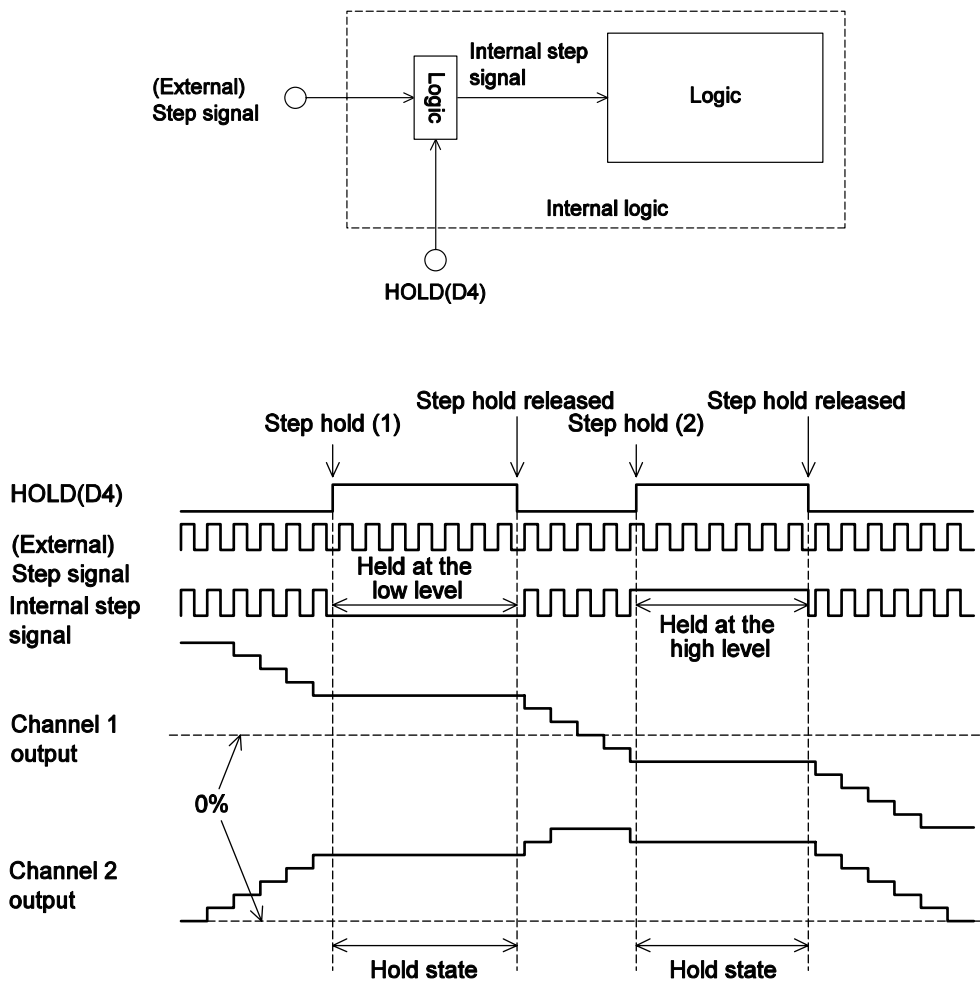 (External)
Step signal
Logic
Internal step
signal
Logic
Internal logic
HOLD(D4)
Step hold (1)
Step hold released
Step hold (2)
Step hold released
HOLD(D4)
(External)
Step signal
Held at the
low level
Internal step
signal
Held at the
high level
Channel 1
output
0%
Channel 2
output
Hold state
Hold state